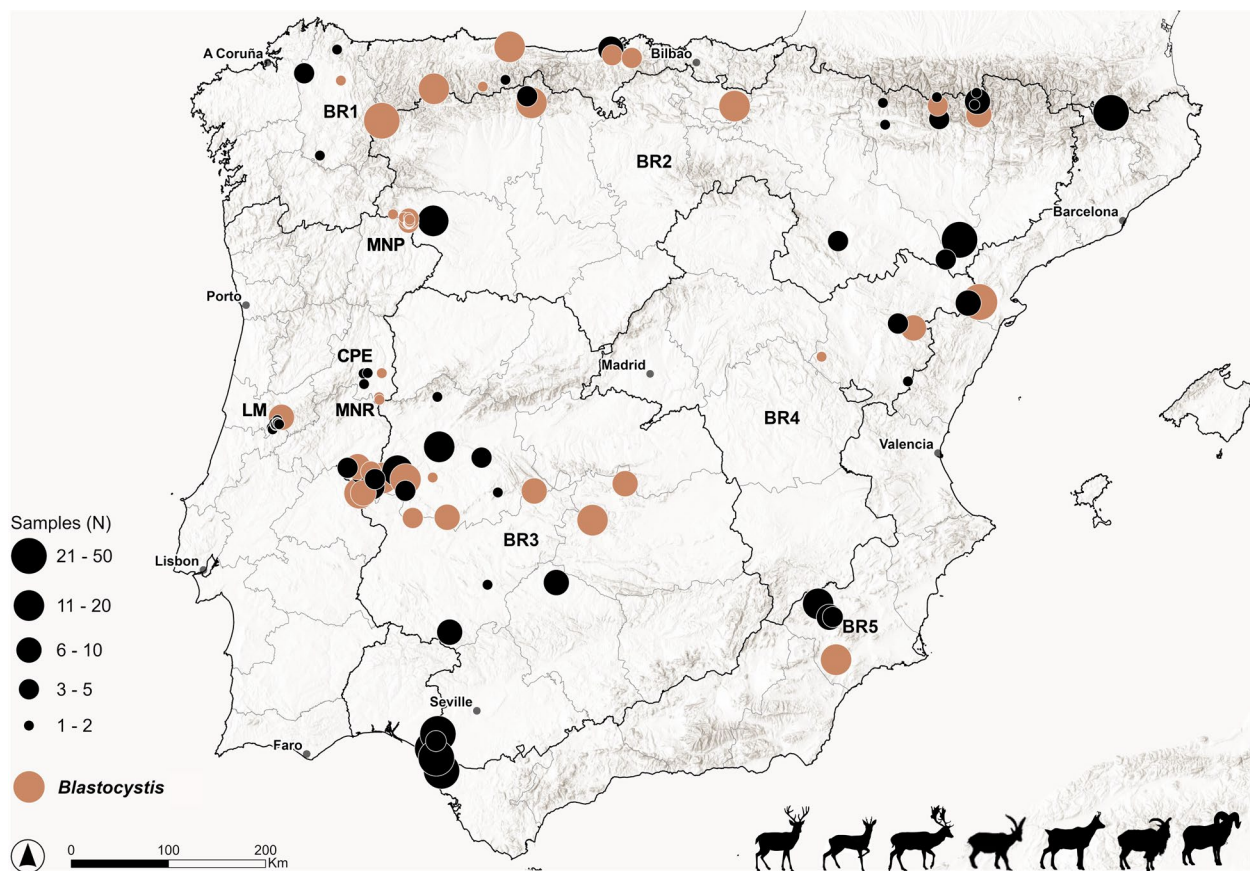 A Coruña
Bilbao
BR1
BR2
MNP
Barcelona
Porto
CPE
Madrid
LM
MNR
BR4
Valencia
Samples (N)
21 - 50
11 - 20
6 - 10
3 - 5
1 - 2
BR3
Lisbon
BR5
Seville
Faro
Blastocystis
0 100 200
Km